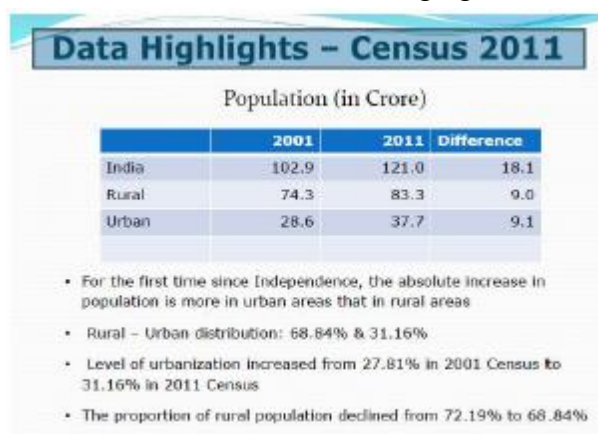 Data Highlights – Census 2011
Population (in Crore)
2001 2011 Difference
India 102.9 121.0 18.1
Rural 74.3 83.3 9.0
Urban 28.6 37.7 9.1
• For the first time since Independence, the absolute increase in
population is more in urban areas that in rural areas
• Rural – Urban distribution: 68.84% & 31.16%
• Level of urbanization increased from 27.81% in 2001 Census to
31.16% in 2011 Census
• The proportion of rural population declined from 72.19% to 68.84%